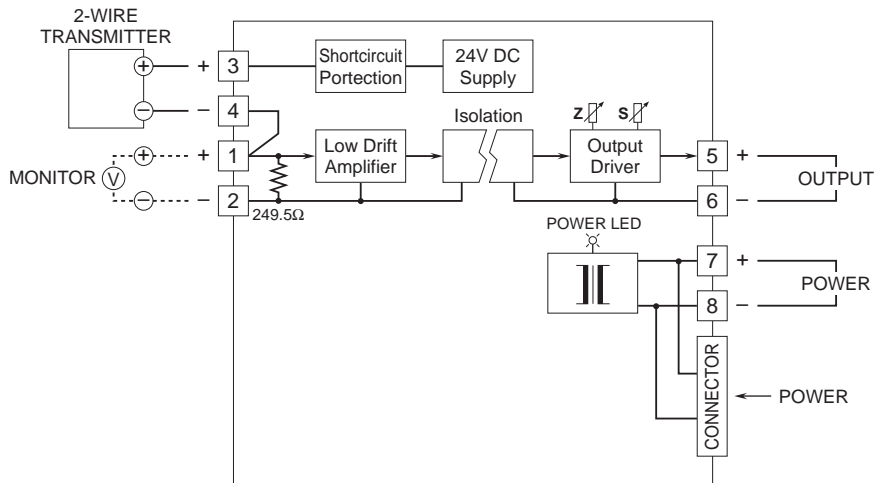 2-WIRE
TRANSMITTER
+
−
+ 3
− 4
Shortcircuit
Portection
24V DC
Supply
MONITOR
V
+
−
+ 1
− 2
249.5Ω
Low Drift
Amplifier
Isolation
Z
S
Output
Driver
5 +
6 −
OUTPUT
POWER LED
7 +
8 −
POWER
CONNECTOR
POWER